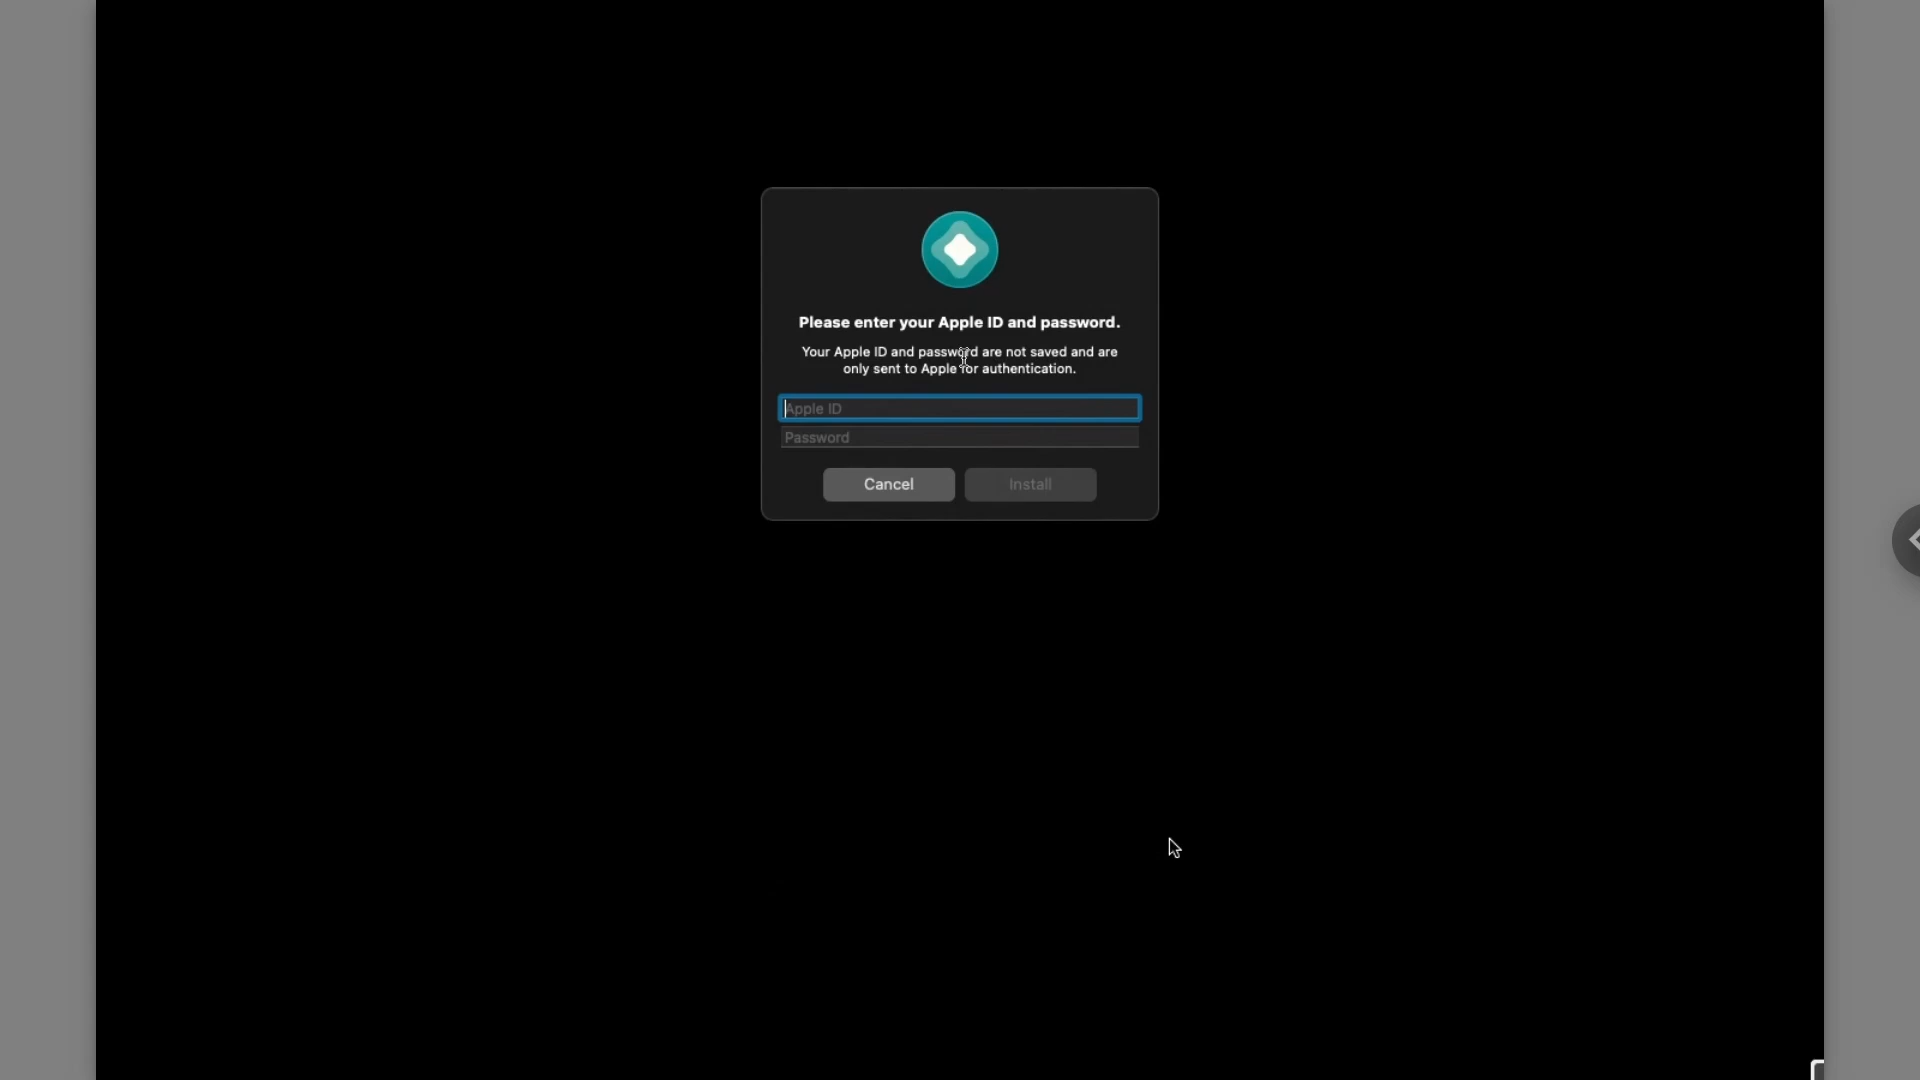 Please enter your Apple ID and password.
Your Apple ID and password are not saved and are
only sent to Apple for authentication.
Apple ID
Password
Cancel
Install